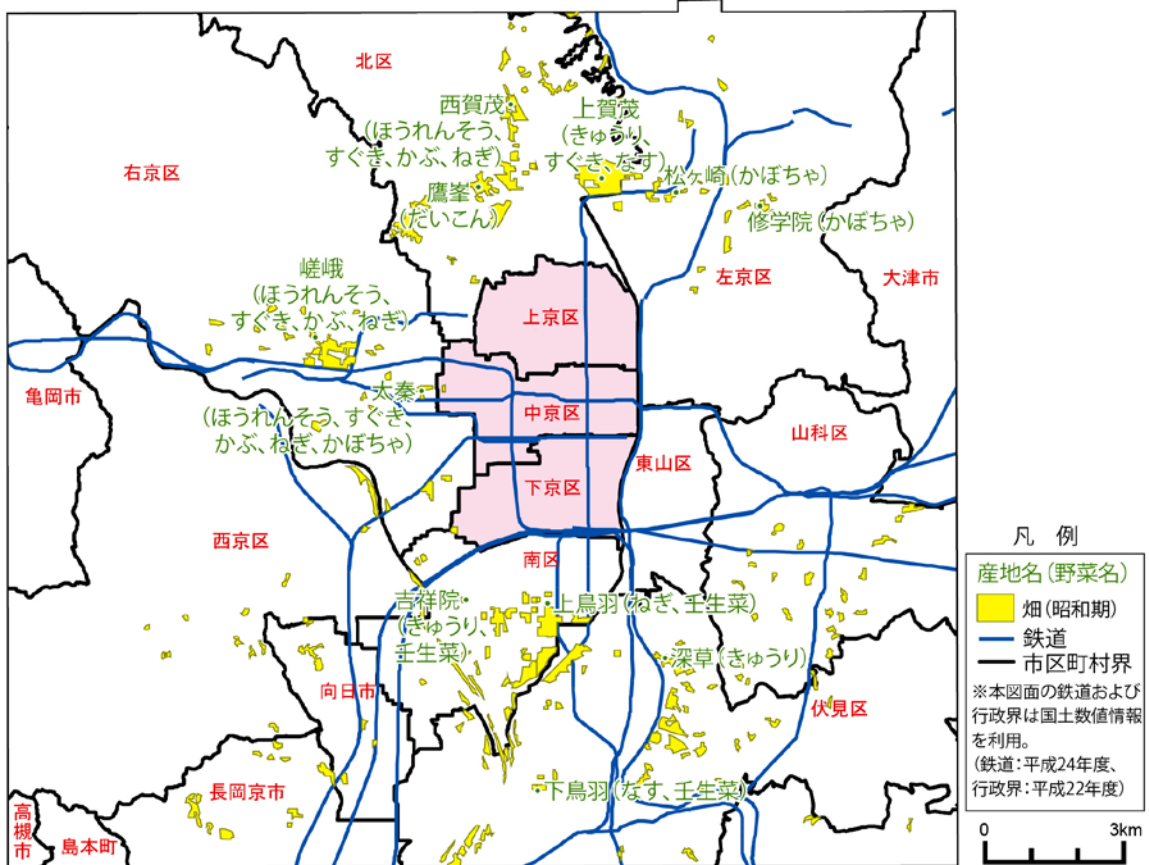 北区
西賀茂
(ほうれんそう、
すぐき、かぶ、ねぎ)
上賀茂
(きゅうり、
すぐき、なす)
右京区
松ヶ崎(かぼちゃ)
鷹峯
(だいこん)
修学院(かぼちゃ)
嵯峨
(ほうれんそう、
すぐき、かぶ、ねぎ)
左京区
大津市
上京区
亀岡市
太秦
(ほうれんそう、すぐき、
かぶ、ねぎ、かぼちゃ)
中京区
山科区
東山区
下京区
西京区
南区
吉祥院
(きゅうり、
壬生菜)
上鳥羽(ねぎ、壬生菜)
深草(きゅうり)
向日市
伏見区
長岡京市
下鳥羽(なす、壬生菜)
高槻市
島本町
凡 例
産地名(野菜名)
畑(昭和期)
鉄道
市区町村界
※本図面の鉄道および
行政界は国土数値情報
を利用。
(鉄道:平成24年度、
行政界:平成22年度)
0 3km